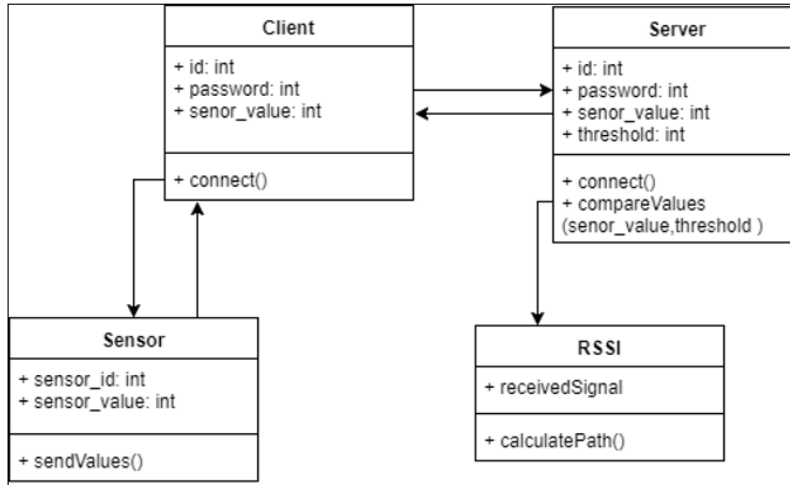 Client
+ id: int
+ password: int
+ senor_value: int
+ connect()
Server
+ id: int
+ password: int
+ senor_value: int
+ threshold: int
+ connect()
+ compareValues
(senor_value,threshold )
Sensor
+ sensor_id: int
+ sensor_value: int
+ sendValues()
RSSI
+ receivedSignal
+ calculatePath()